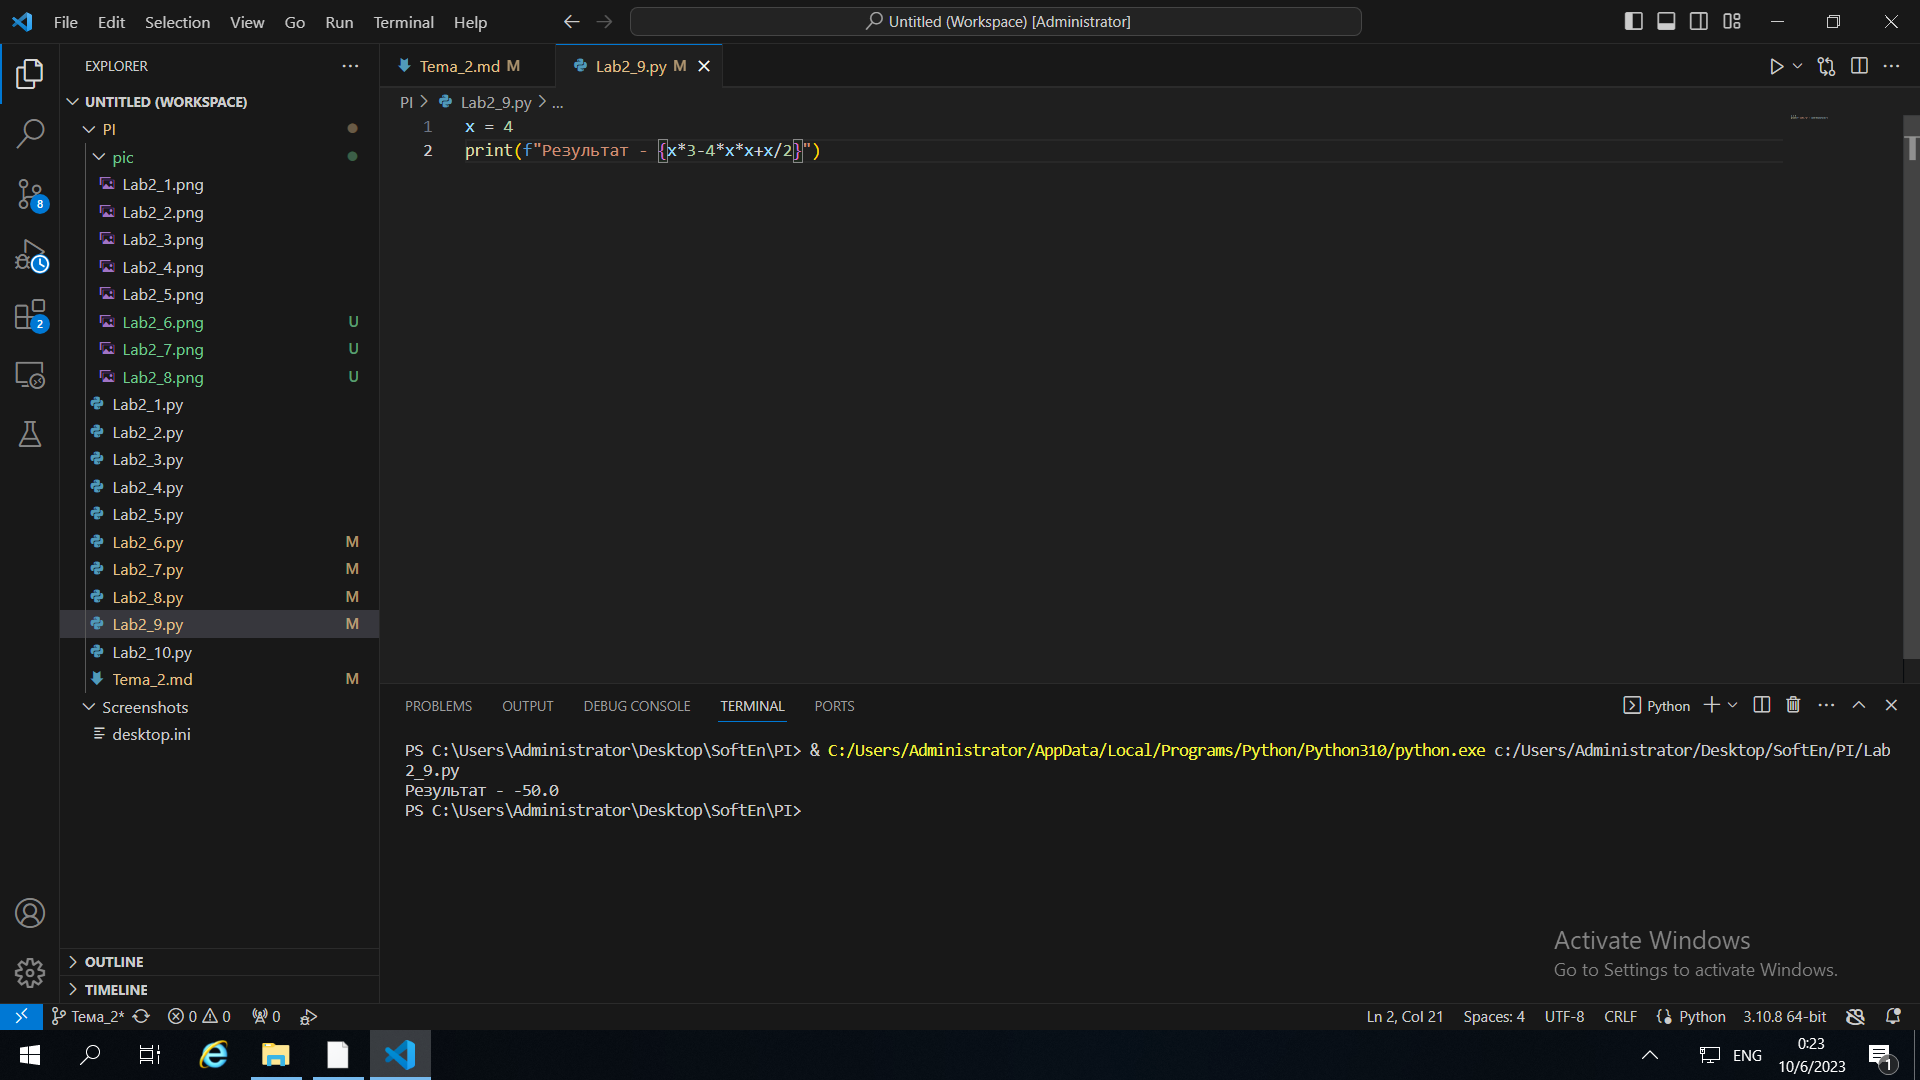 File Edit Selection View Go Run Terminal Help
Untitled (Workspace) [Administrator]
EXPLORER
UNTITLED (WORKSPACE)
PI
pic
Lab2_1.png
Lab2_2.png
Lab2_3.png
Lab2_4.png
Lab2_5.png
Lab2_6.png U
Lab2_7.png U
Lab2_8.png U
Lab2_1.py
Lab2_2.py
Lab2_3.py
Lab2_4.py
Lab2_5.py
Lab2_6.py M
Lab2_7.py M
Lab2_8.py M
Lab2_9.py M
Lab2_10.py
Tema_2.md M
Screenshots
desktop.ini
OUTLINE
TIMELINE
8
2
Tema_2.md M
Lab2_9.py M
PI > Lab2_9.py > ...
1 x = 4
2 print(f"Результат - {x*3-4*x*x+x/2}")
PROBLEMS OUTPUT DEBUG CONSOLE TERMINAL PORTS
Python
PS C:\Users\Administrator\Desktop\SoftEn\PI> & C:/Users/Administrator/AppData/Local/Programs/Python/Python310/python.exe c:/Users/Administrator/Desktop/SoftEn/PI/Lab
2_9.py
Результат - -50.0
PS C:\Users\Administrator\Desktop\SoftEn\PI>
Activate Windows
Go to Settings to activate Windows.
Тема_2* 0 0 0
Ln 2, Col 21 Spaces: 4 UTF-8 CRLF Python 3.10.8 64-bit
ENG
0:23
10/6/2023
1